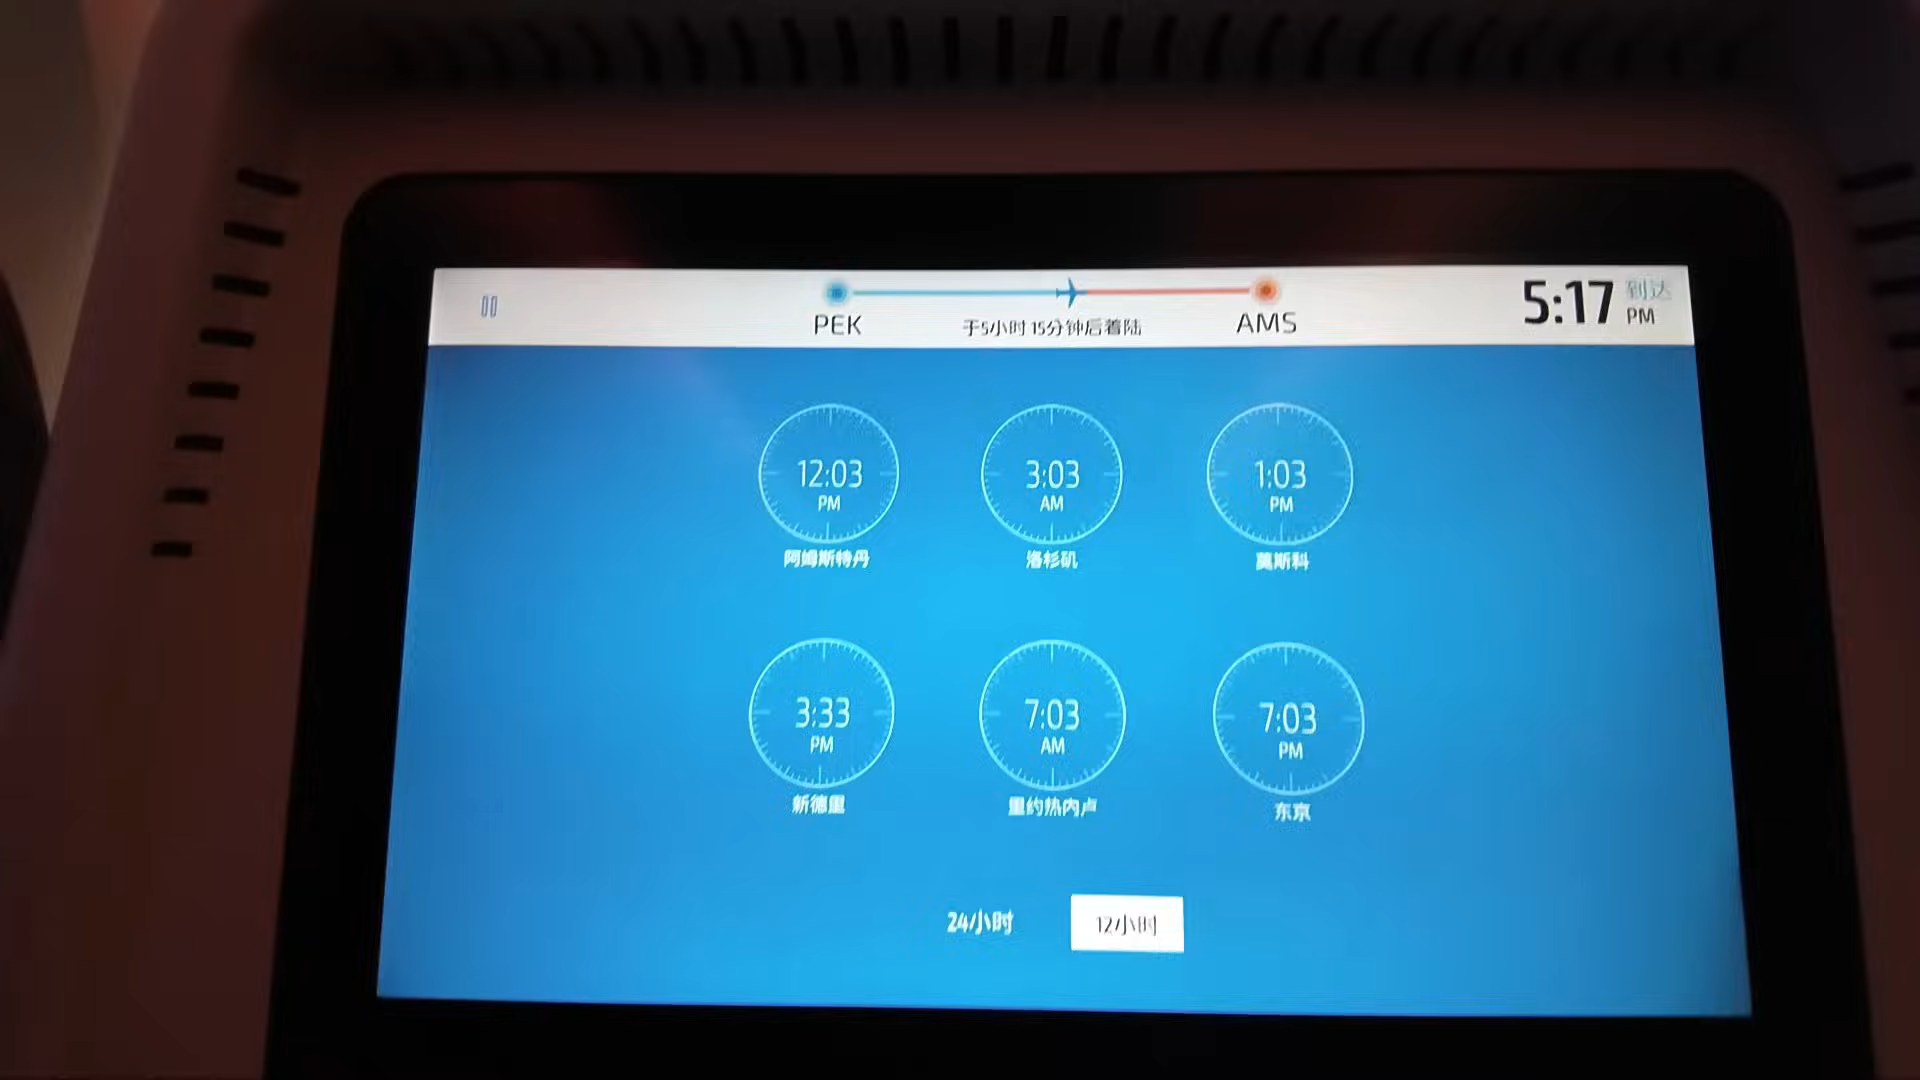 PEK
于5小时 15分钟后着陆
AMS
5:17 到达
PM
12:03
PM
阿姆斯特丹
3:03
AM
洛杉矶
1:03
PM
莫斯科
3:33
PM
新德里
7:03
AM
里约热内卢
7:03
PM
东京
24小时
12小时